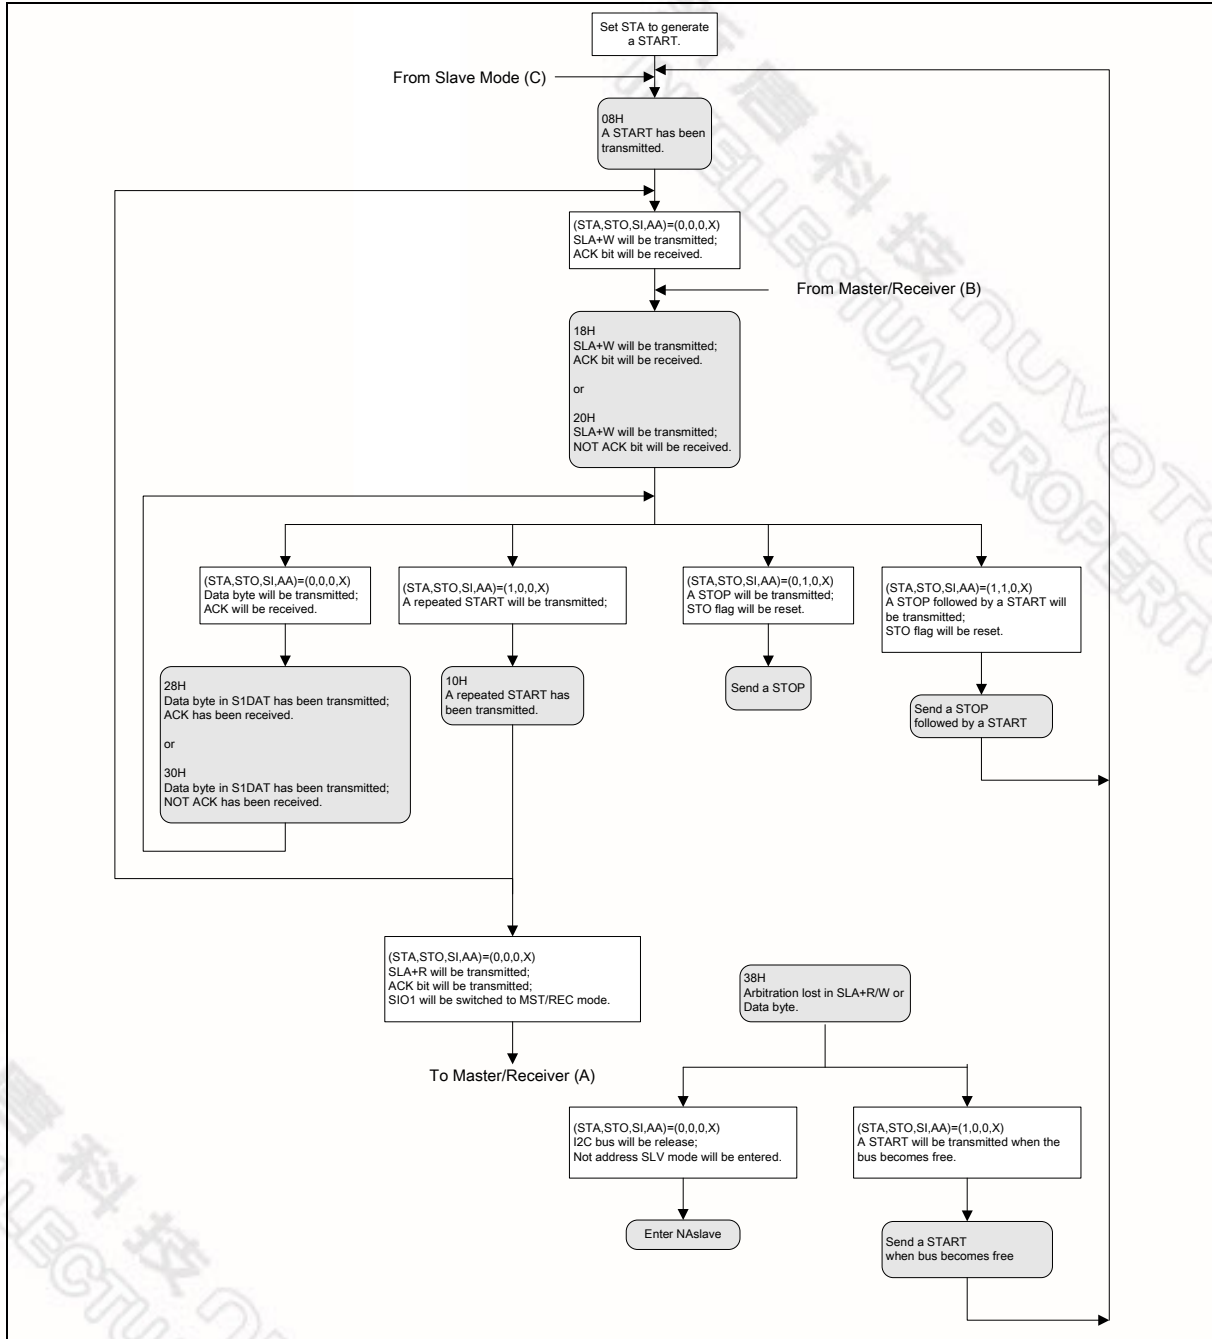 Set STA to generate
a START.
From Slave Mode (C)
08H
A START has been
transmitted.
(STA,STO,SI,AA)=(0,0,0,X)
SLA+W will be transmitted;
ACK bit will be received.
From Master/Receiver (B)
18H
SLA+W will be transmitted;
ACK bit will be received.
or
20H
SLA+W will be transmitted;
NOT ACK bit will be received.
(STA,STO,SI,AA)=(0,0,0,X)
Data byte will be transmitted;
ACK will be received.
(STA,STO,SI,AA)=(1,0,0,X)
A repeated START will be transmitted;
(STA,STO,SI,AA)=(0,1,0,X)
A STOP will be transmitted;
STO flag will be reset.
(STA,STO,SI,AA)=(1,1,0,X)
A STOP followed by a START will
be transmitted;
STO flag will be reset.
28H
Data byte in S1DAT has been transmitted;
ACK has been received.
or
30H
Data byte in S1DAT has been transmitted;
NOT ACK has been received.
10H
A repeated START has
been transmitted.
Send a STOP
Send a STOP
followed by a START
(STA,STO,SI,AA)=(0,0,0,X)
SLA+R will be transmitted;
ACK bit will be transmitted;
SIO1 will be switched to MST/REC mode.
To Master/Receiver (A)
38H
Arbitration lost in SLA+R/W or
Data byte.
(STA,STO,SI,AA)=(0,0,0,X)
I2C bus will be release;
Not address SLV mode will be entered.
(STA,STO,SI,AA)=(1,0,0,X)
A START will be transmitted when the
bus becomes free.
Enter NAslave
Send a START
when bus becomes free
唐科技 nuvoTo
INTELLECTUAL PROPERTY
唐科技